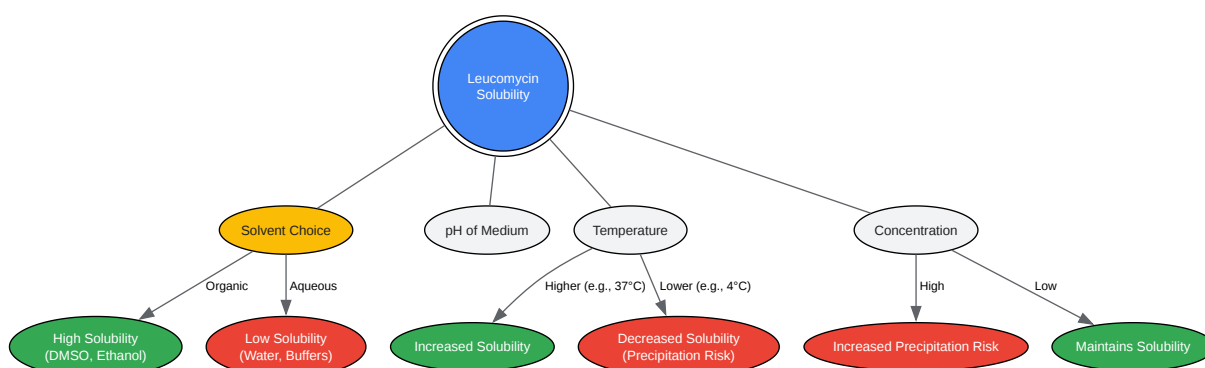 Leucomycin
Solubility
Solvent Choice
pH of Medium
Temperature
Concentration
Organic
Aqueous
Higher (e.g., 37°C)
Lower (e.g., 4°C)
High
Low
High Solubility
(DMSO, Ethanol)
Low Solubility
(Water, Buffers)
Increased Solubility
Decreased Solubility
(Precipitation Risk)
Increased Precipitation Risk
Maintains Solubility